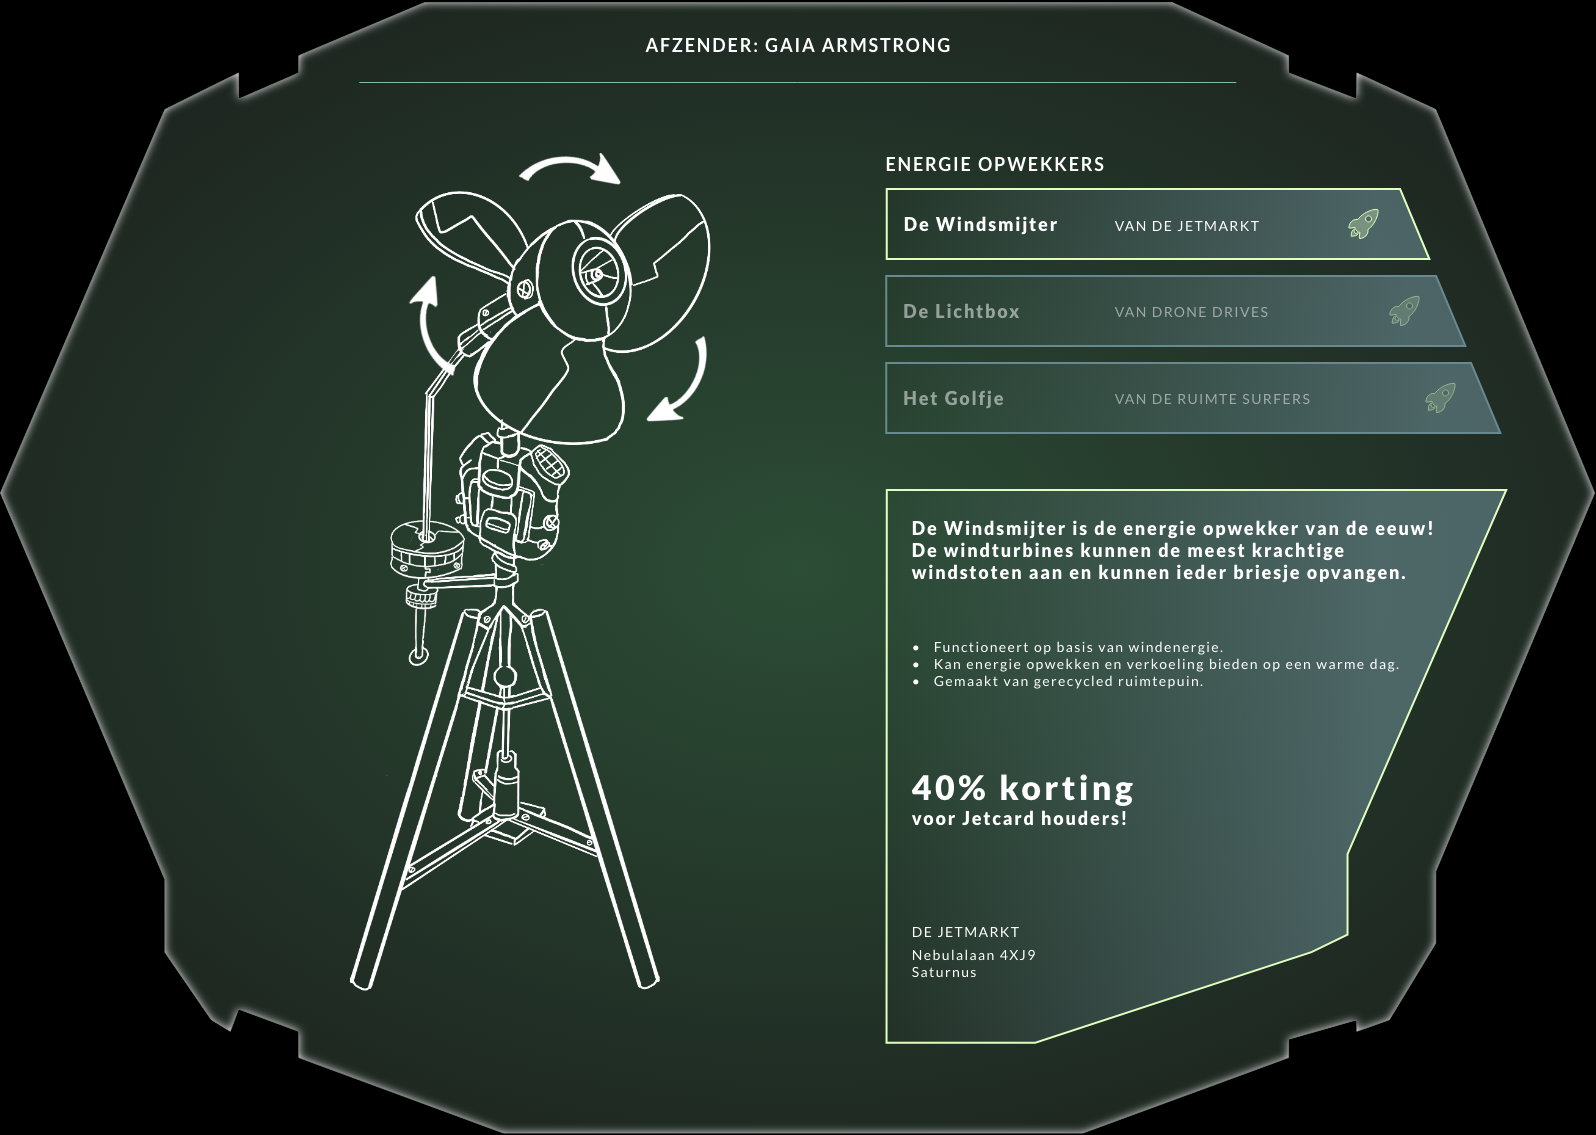 AFZENDER: GAIA ARMSTRONG
ENERGIE OPWEKKERS
De Windsmijter VAN DE JETMARKT
De Lichtbox VAN DRONE DRIVES
Het Golfje VAN DE RUIMTE SURFERS
De Windsmijter is de energie opwekker van de eeuw!
De windturbines kunnen de meest krachtige
windstoten aan en kunnen ieder briesje opvangen.
• Functioneert op basis van windenergie.
• Kan energie opwekken en verkoeling bieden op een warme dag.
• Gemaakt van gerecycled ruimtepuin.
40% korting
voor Jetcard houders!
DE JETMARKT
Nebulalaan 4XJ9
Saturnus